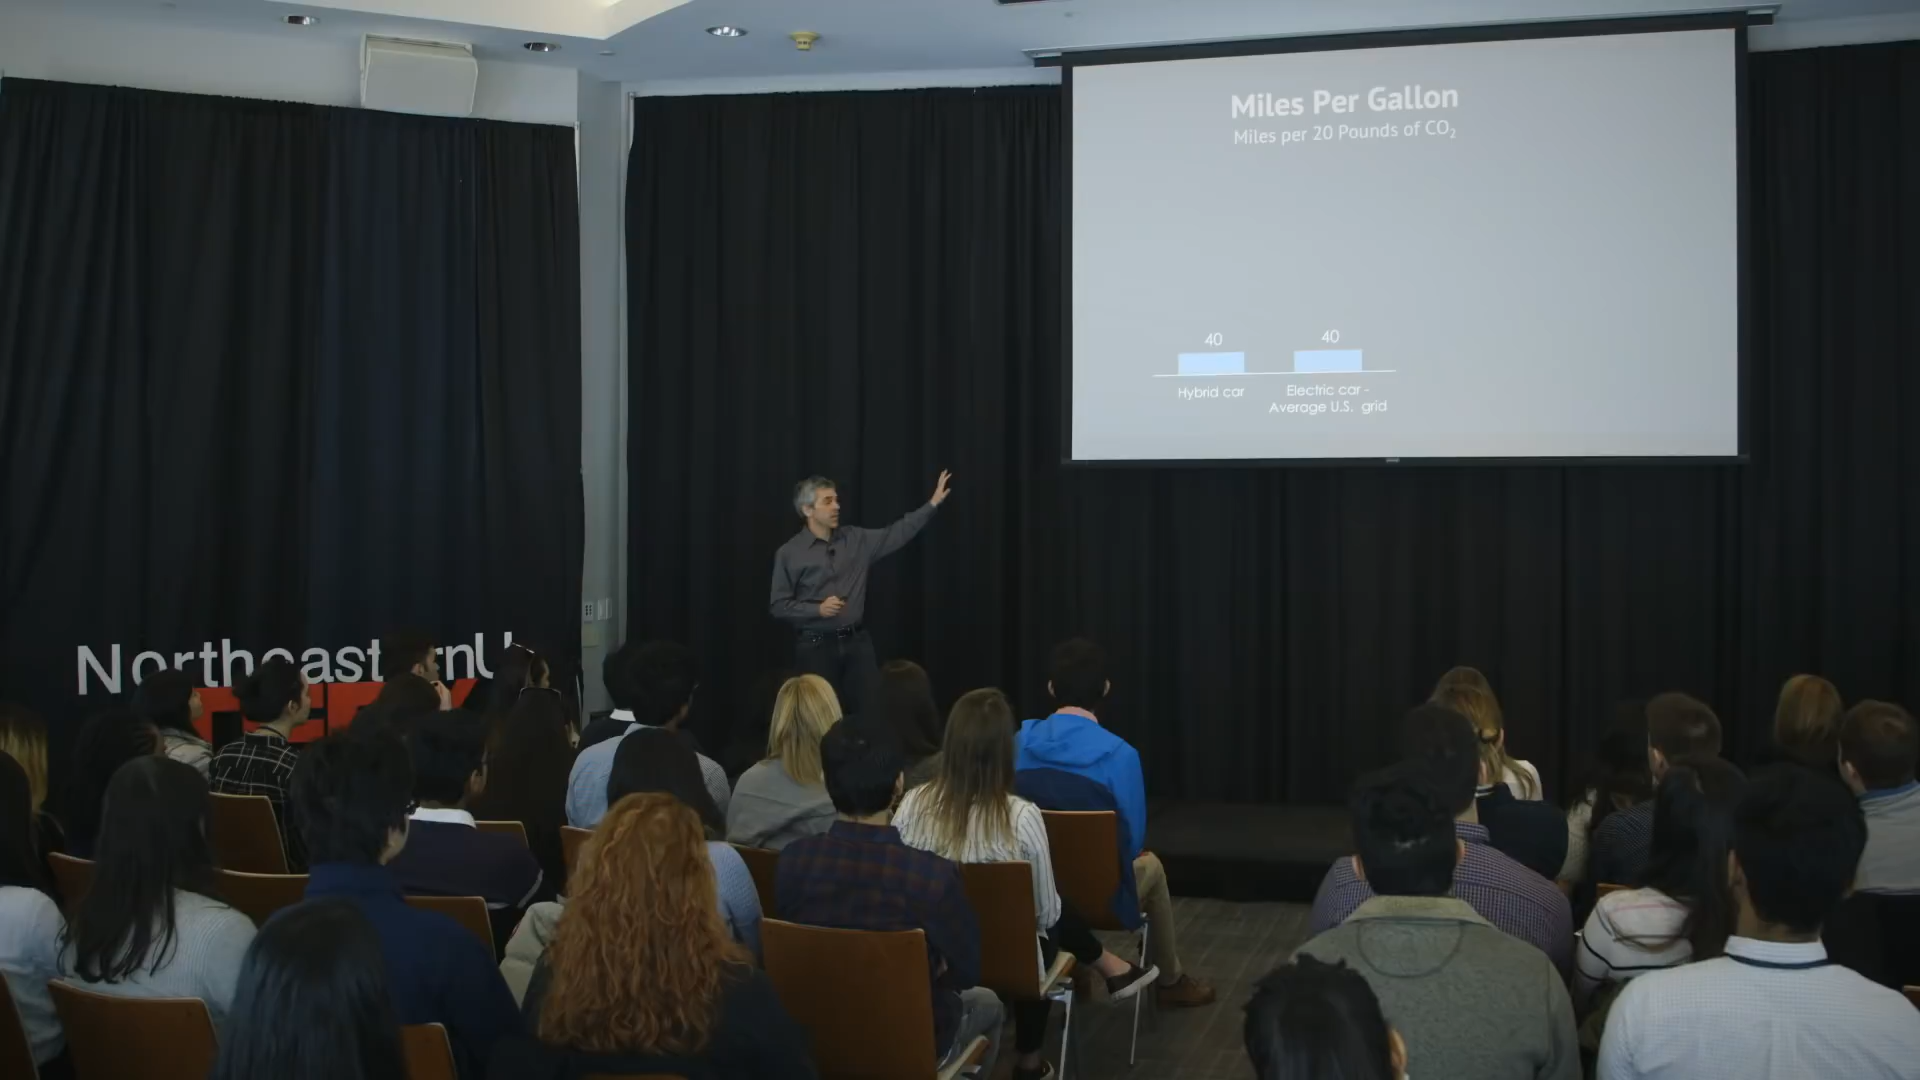 Miles Per Gallon
Miles per 20 Pounds of CO₂
40
40
Hybrid car
Electric car -
Average U.S. grid